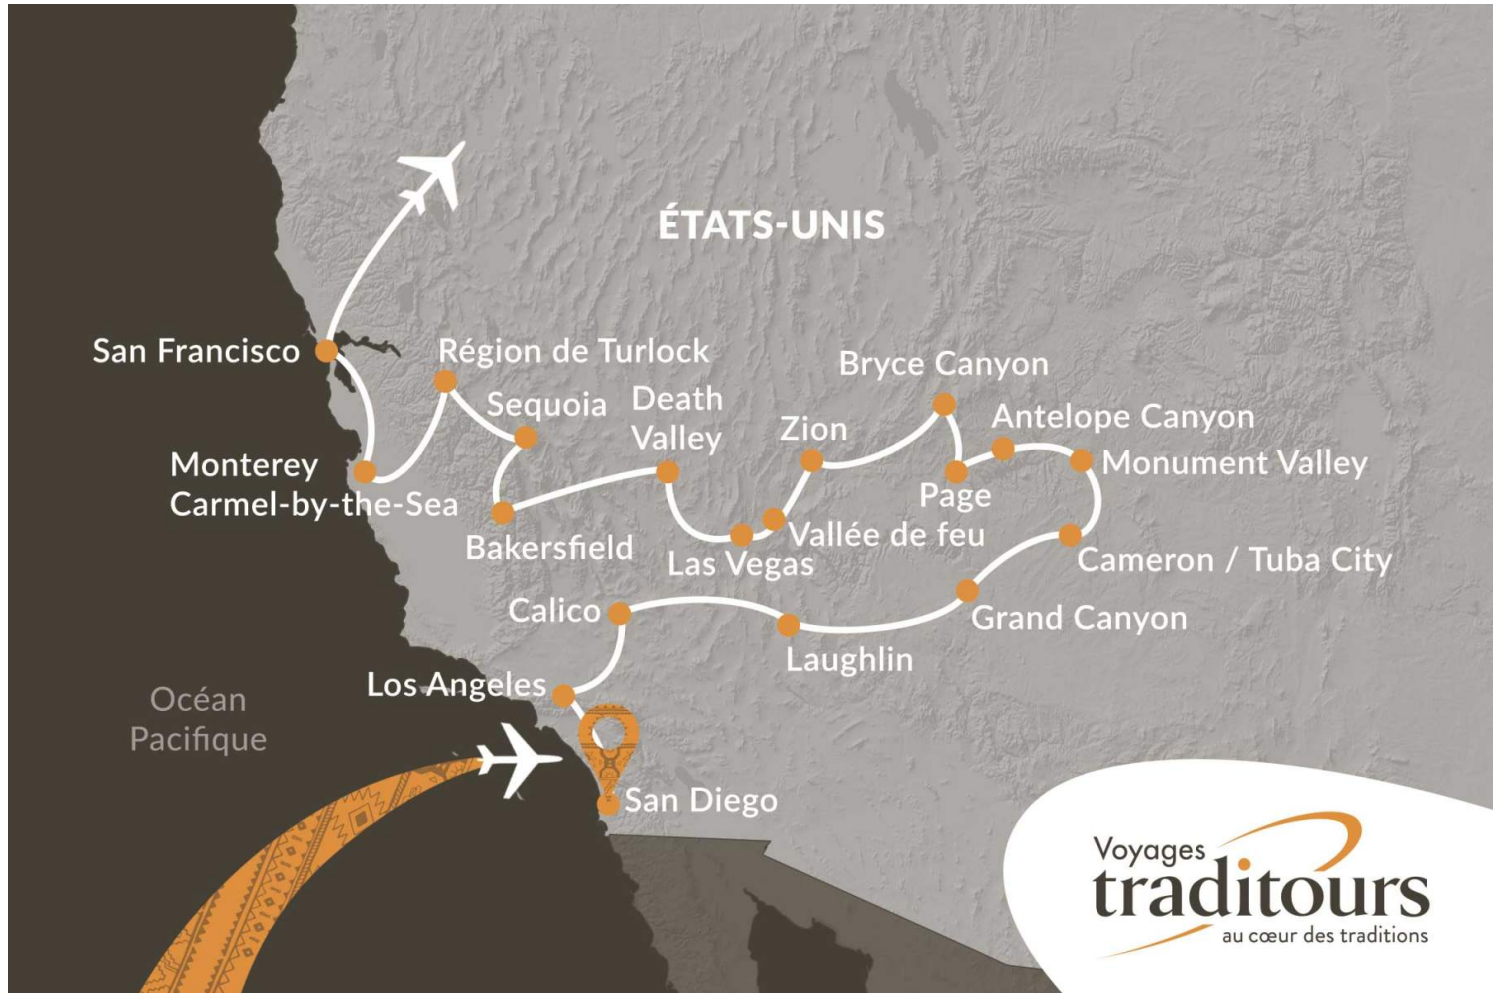 ÉTATS-UNIS
San Francisco
Région de Turlock
Bryce Canyon
Sequoia
Death
Valley
Zion
Antelope Canyon
Monterey
Carmel-by-the-Sea
Monument Valley
Page
Bakersfield
Las Vegas
Vallée de feu
Cameron / Tuba City
Calico
Grand Canyon
Laughlin
Los Angeles
Océan
Pacifique
San Diego
Voyages
traditours
au cœur des traditions